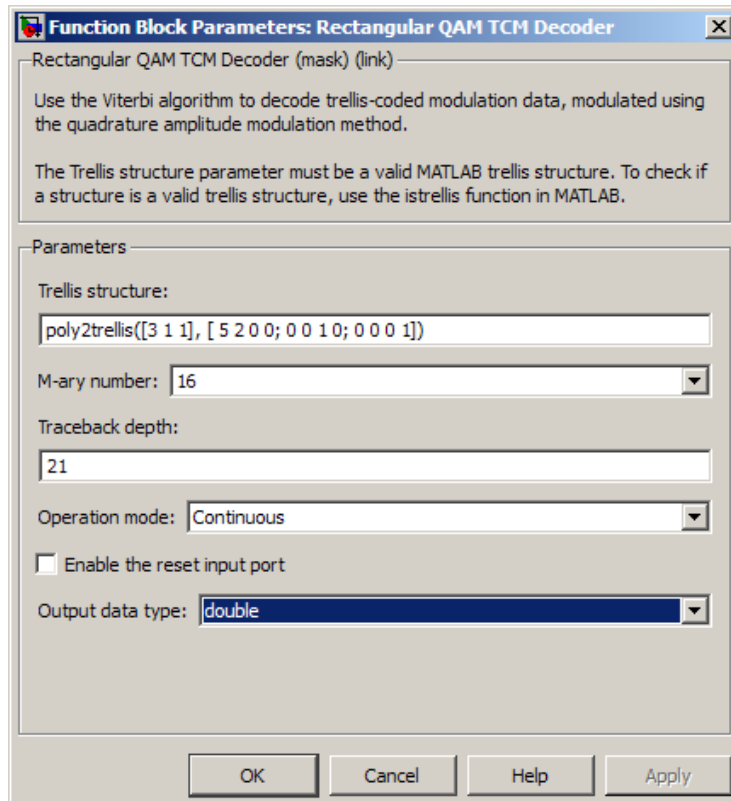 Function Block Parameters: Rectangular QAM TCM Decoder
Rectangular QAM TCM Decoder (mask) (link)
Use the Viterbi algorithm to decode trellis-coded modulation data, modulated using
the quadrature amplitude modulation method.
The Trellis structure parameter must be a valid MATLAB trellis structure. To check if
a structure is a valid trellis structure, use the istrellis function in MATLAB.
Parameters
Trellis structure:
poly2trellis([3 1 1], [ 5 2 0 0; 0 0 1 0; 0 0 0 1])
M-ary number: 16
Traceback depth:
21
Operation mode: Continuous
Enable the reset input port
Output data type: double
OK Cancel Help Apply